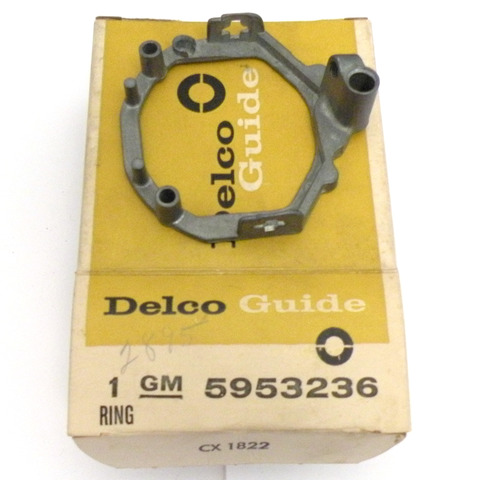 Delco
Guide
Delco Guide
1 GM 5953236
RING
CX 1822